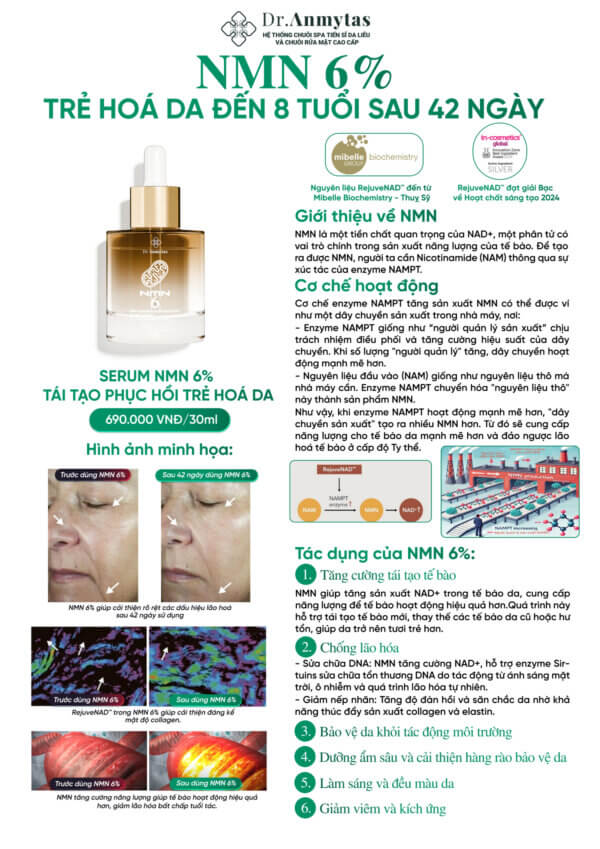 Dr.Anmytas
HỆ THỐNG CHUỖI SPA TIẾN SĨ DA LIỄU
VÀ CHUỖI RỬA MẶT CAO CẤP
NMN 6%
TRẺ HOÁ DA ĐẾN 8 TUỔI SAU 42 NGÀY
Dr. Anmytas
NMN
6
SERUM NMN 6%
TÁI TẠO PHỤC HỒI TRẺ HOÁ DA
690.000 VNĐ/30ml
Hình ảnh minh họa:
Trước dùng NMN 6%
Sau 42 ngày dùng NMN 6%
NMN 6% giúp cải thiện rõ rệt các dấu hiệu lão hoá
sau 42 ngày sử dụng
Trước dùng NMN 6%
Sau dùng NMN 6%
RejuveNAD™ trong NMN 6% giúp cải thiện đáng kể
mật độ collagen.
Trước dùng NMN 6%
Sau dùng NMN 6%
NMN tăng cường năng lượng giúp tế bào hoạt động hiệu quả
hơn, giảm lão hóa bất chấp tuổi tác.
mibelle
GROUP
biochemistry
in-cosmetics
global
SILVER
Nguyên liệu RejuveNAD™ đến từ
Mibelle Biochemistry - Thuỵ Sỹ
RejuveNAD™ đạt giải Bạc
về Hoạt chất sáng tạo 2024
Giới thiệu về NMN
NMN là một tiền chất quan trọng của NAD+, một phân tử có
vai trò chính trong sản xuất năng lượng của tế bào. Để tạo
ra được NMN, người ta cần Nicotinamide (NAM) thông qua sự
xúc tác của enzyme NAMPT.
Cơ chế hoạt động
Cơ chế enzyme NAMPT tăng sản xuất NMN có thể được ví
như một dây chuyền sản xuất trong nhà máy, nơi:
- Enzyme NAMPT giống như “người quản lý sản xuất” chịu
trách nhiệm điều phối và tăng cường hiệu suất của dây
chuyền. Khi số lượng "người quản lý" tăng, dây chuyền hoạt
động mạnh mẽ hơn.
- Nguyên liệu đầu vào (NAM) giống như nguyên liệu thô mà
nhà máy cần. Enzyme NAMPT chuyển hóa "nguyên liệu thô"
này thành sản phẩm NMN.
Như vậy, khi enzyme NAMPT hoạt động mạnh mẽ hơn, "dây
chuyền sản xuất" tạo ra nhiều NMN hơn. Từ đó sẽ cung cấp
năng lượng cho tế bào da mạnh mẽ hơn và đảo ngược lão
hoá tế bào ở cấp độ Ty thể.
RejuveNAD™
NAMPT
enzyme ↑
NAM
NMN
NAD+↑
Tác dụng của NMN 6%:
1. Tăng cường tái tạo tế bào
NMN giúp tăng sản xuất NAD+ trong tế bào da, cung cấp
năng lượng để tế bào hoạt động hiệu quả hơn.Quá trình này
hỗ trợ tái tạo tế bào mới, thay thế các tế bào da cũ hoặc hư
tổn, giúp da trở nên tươi trẻ hơn.
2. Chống lão hóa
- Sửa chữa DNA: NMN tăng cường NAD+, hỗ trợ enzyme Sir-
tuins sửa chữa tổn thương DNA do tác động từ ánh sáng mặt
trời, ô nhiễm và quá trình lão hóa tự nhiên.
- Giảm nếp nhăn: Tăng độ đàn hồi và săn chắc da nhờ khả
năng thúc đẩy sản xuất collagen và elastin.
3. Bảo vệ da khỏi tác động môi trường
4. Dưỡng ẩm sâu và cải thiện hàng rào bảo vệ da
5. Làm sáng và đều màu da
6. Giảm viêm và kích ứng